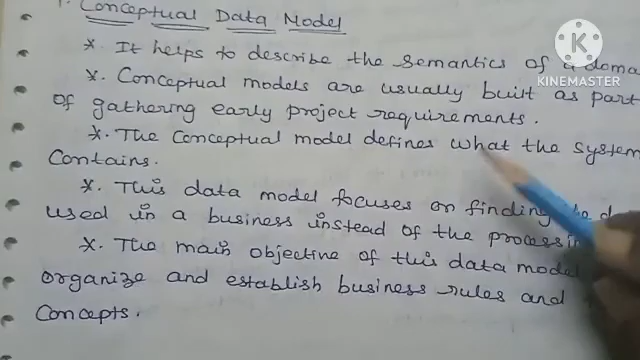 1. Conceptual Data Model
* It helps to describe the semantics of a
* Conceptual models are usually built as part
of gathering early project requirements.
* The conceptual model defines what the system
Contains.
* This data model focuses on finding
used in a business instead of the
* The main objective of this data model
organize and establish business rules and
Concepts.
KINEMASTER